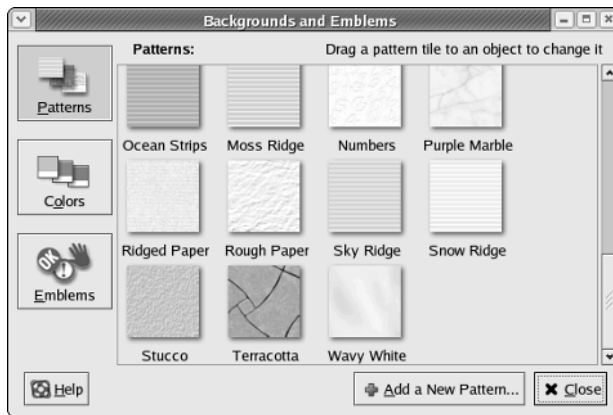 Backgrounds and Emblems
Patterns: Drag a pattern tile to an object to change it
Patterns
Colors
Emblems
Ocean Strips Moss Ridge Numbers Purple Marble
Ridged Paper Rough Paper Sky Ridge Snow Ridge
Stucco Terracotta Wavy White
OK
Help
Add a New Pattern...
Close